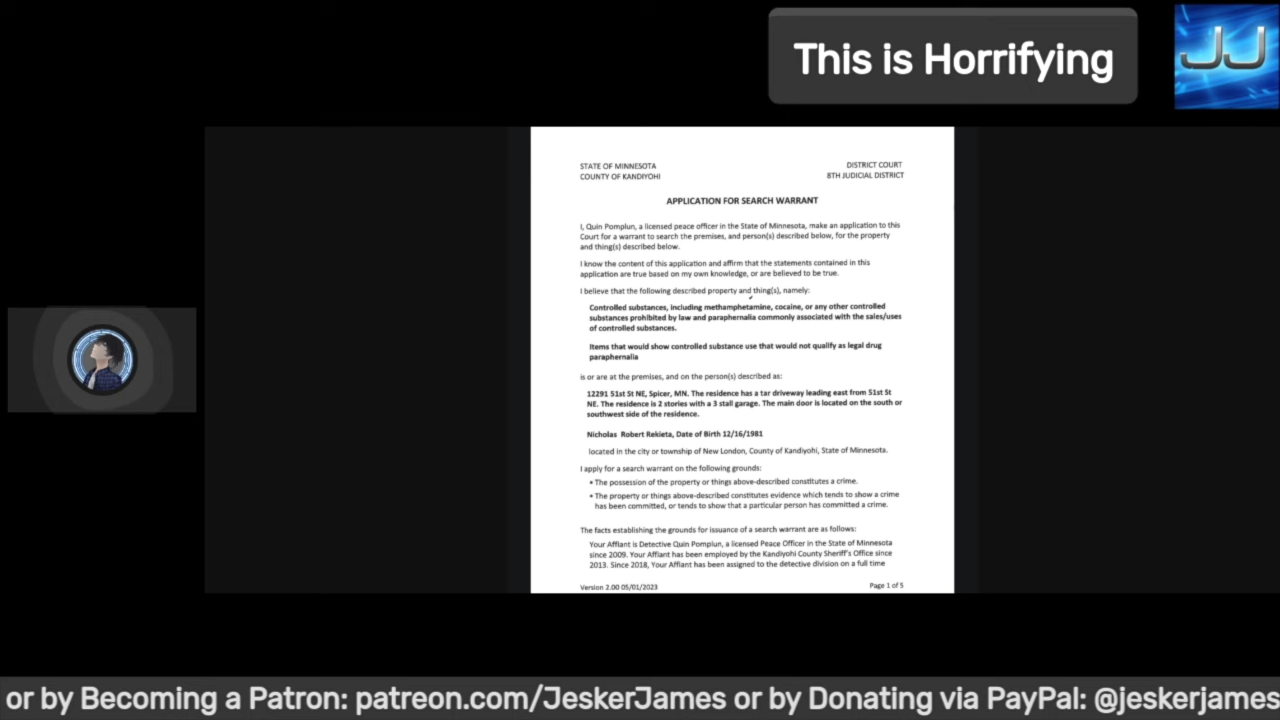 This is Horrifying
JJ
STATE OF MINNESOTA
COUNTY OF KANDIYOHI
DISTRICT COURT
8TH JUDICIAL DISTRICT
APPLICATION FOR SEARCH WARRANT
I, Quin Pomplun, a licensed peace officer in the State of Minnesota, make an application to this
Court for a warrant to search the premises, and person(s) described below, for the property
and thing(s) described below.
I know the content of this application and affirm that the statements contained in this
application are true based on my own knowledge, or are believed to be true.
I believe that the following described property and thing(s), namely:
Controlled substances, including methamphetamine, cocaine, or any other controlled
substances prohibited by law and paraphernalia commonly associated with the sales/uses
of controlled substances.
Items that would show controlled substance use that would not qualify as legal drug
paraphernalia
is or are at the premises, and on the person(s) described as:
12291 51st St NE, Spicer, MN. The residence has a tar driveway leading east from 51st St
NE. The residence is 2 stories with a 3 stall garage. The main door is located on the south or
southwest side of the residence.
Nicholas Robert Rekieta, Date of Birth 12/16/1981
located in the city or township of New London, County of Kandiyohi, State of Minnesota.
I apply for a search warrant on the following grounds:
• The possession of the property or things above-described constitutes a crime.
• The property or things above-described constitutes evidence which tends to show a crime
has been committed, or tends to show that a particular person has committed a crime.
The facts establishing the grounds for issuance of a search warrant are as follows:
Your Affiant is Detective Quin Pomplun, a licensed Peace Officer in the State of Minnesota
since 2009. Your Affiant has been employed by the Kandiyohi County Sheriff's Office since
2013. Since 2018, Your Affiant has been assigned to the detective division on a full time
Version 2.00 05/01/2023
Page 1 of 5
or by Becoming a Patron: patreon.com/JeskerJames or by Donating via PayPal: @jeskerjames